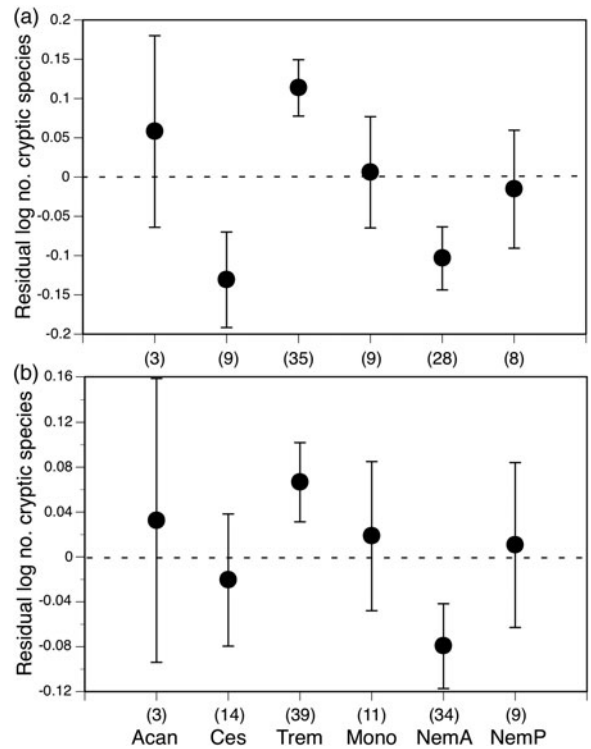 (a)
Residual log no. cryptic species
0.2
0.15
0.1
0.05
0
-0.05
-0.1
-0.15
-0.2
(3) (9) (35) (9) (28) (8)
(b)
Residual log no. cryptic species
0.16
0.12
0.08
0.04
0
-0.04
-0.08
-0.12
(3) (14) (39) (11) (34) (9)
Acan Ces Trem Mono NemA NemP